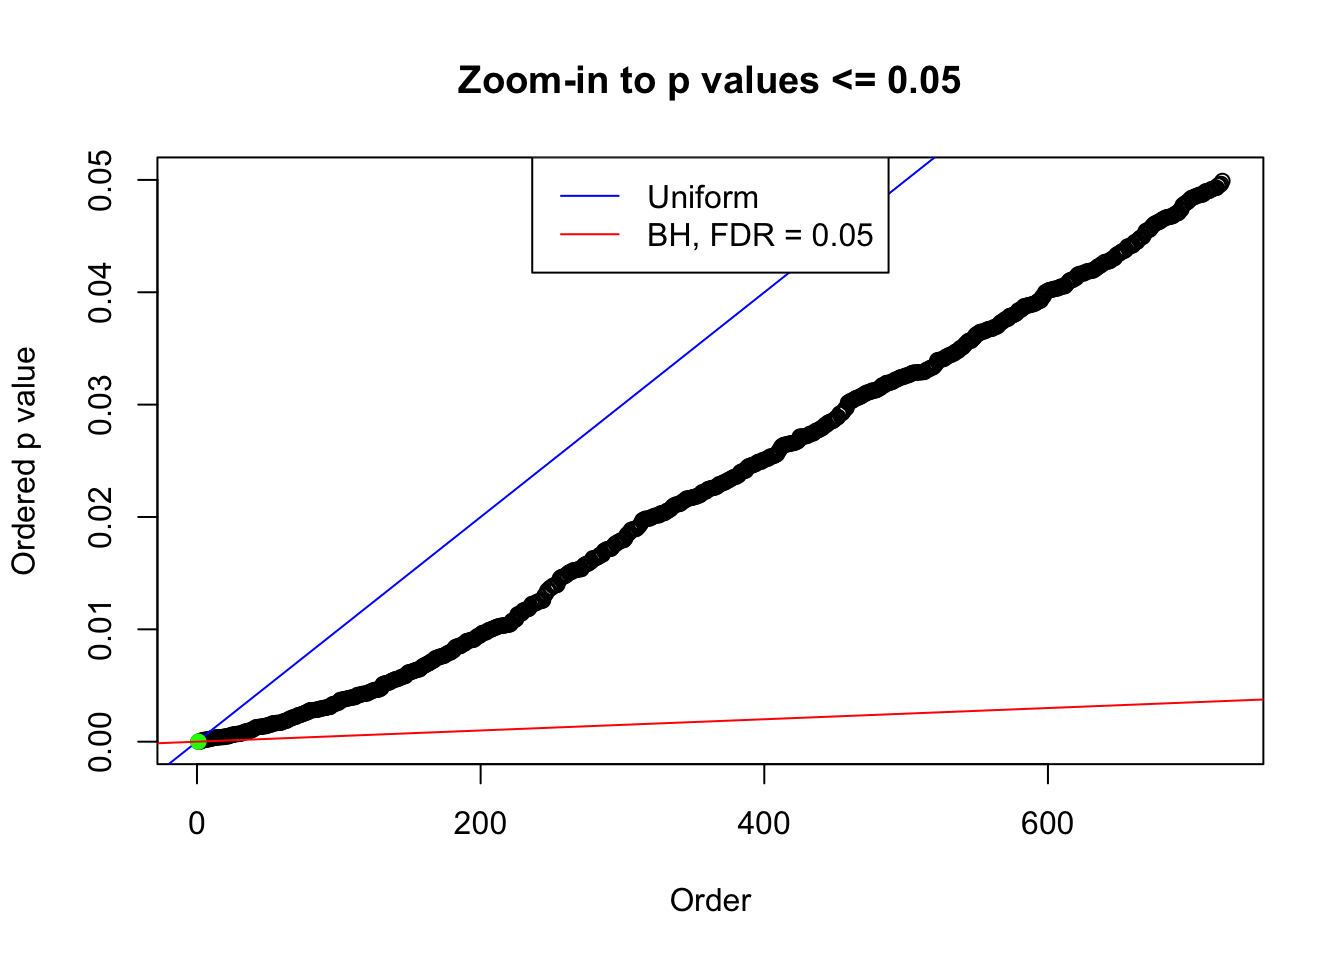 Zoom-in to p values <= 0.05
Uniform
BH, FDR = 0.05
Ordered p value
0.05
0.04
0.03
0.02
0.01
0.00
0 200 400 600
Order